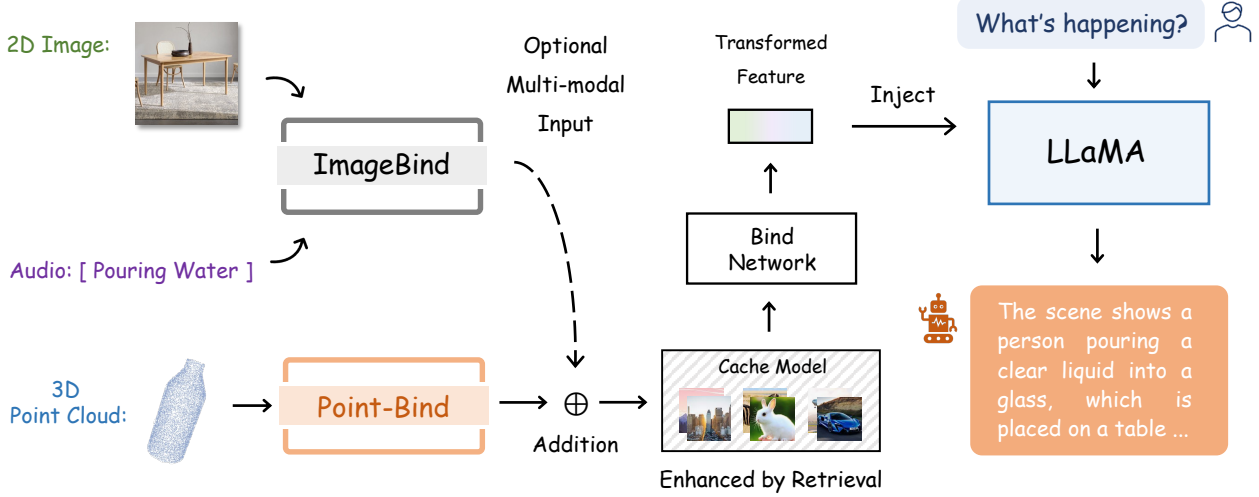 2D Image:
Optional
Multi-modal
Input
ImageBind
Audio: [ Pouring Water ]
3D
Point Cloud:
Point-Bind
Addition
Transformed
Feature
Bind
Network
Cache Model
Enhanced by Retrieval
Inject
What's happening?
LLaMA
The scene shows a
person pouring a
clear liquid into a
glass, which is
placed on a table ...